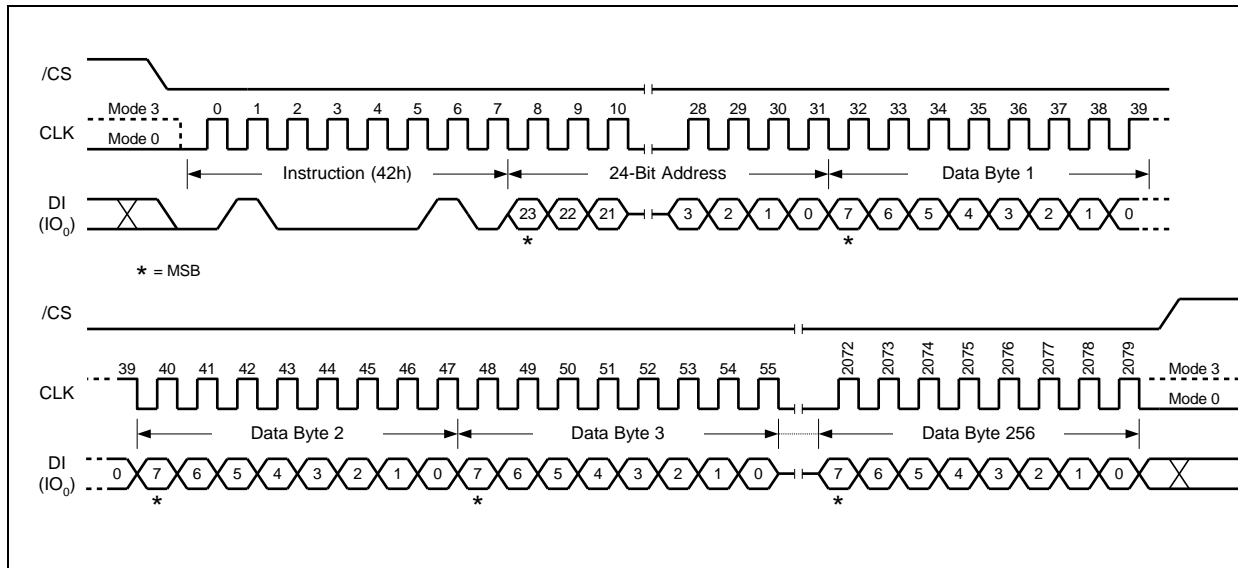 /CS
Mode 3 0 1 2 3 4 5 6 7 8 9 10 28 29 30 31 32 33 34 35 36 37 38 39
CLK Mode 0
Instruction (42h) 24-Bit Address Data Byte 1
DI
(IO0) 23 22 21 3 2 1 0 7 6 5 4 3 2 1 0
* *
* = MSB
/CS
39 40 41 42 43 44 45 46 47 48 49 50 51 52 53 54 55 2072 2073 2074 2075 2076 2077 2078 2079 Mode 3
CLK Mode 0
Data Byte 2 Data Byte 3 Data Byte 256
DI
(IO0) 0 7 6 5 4 3 2 1 0 7 6 5 4 3 2 1 0 7 6 5 4 3 2 1 0
* * *